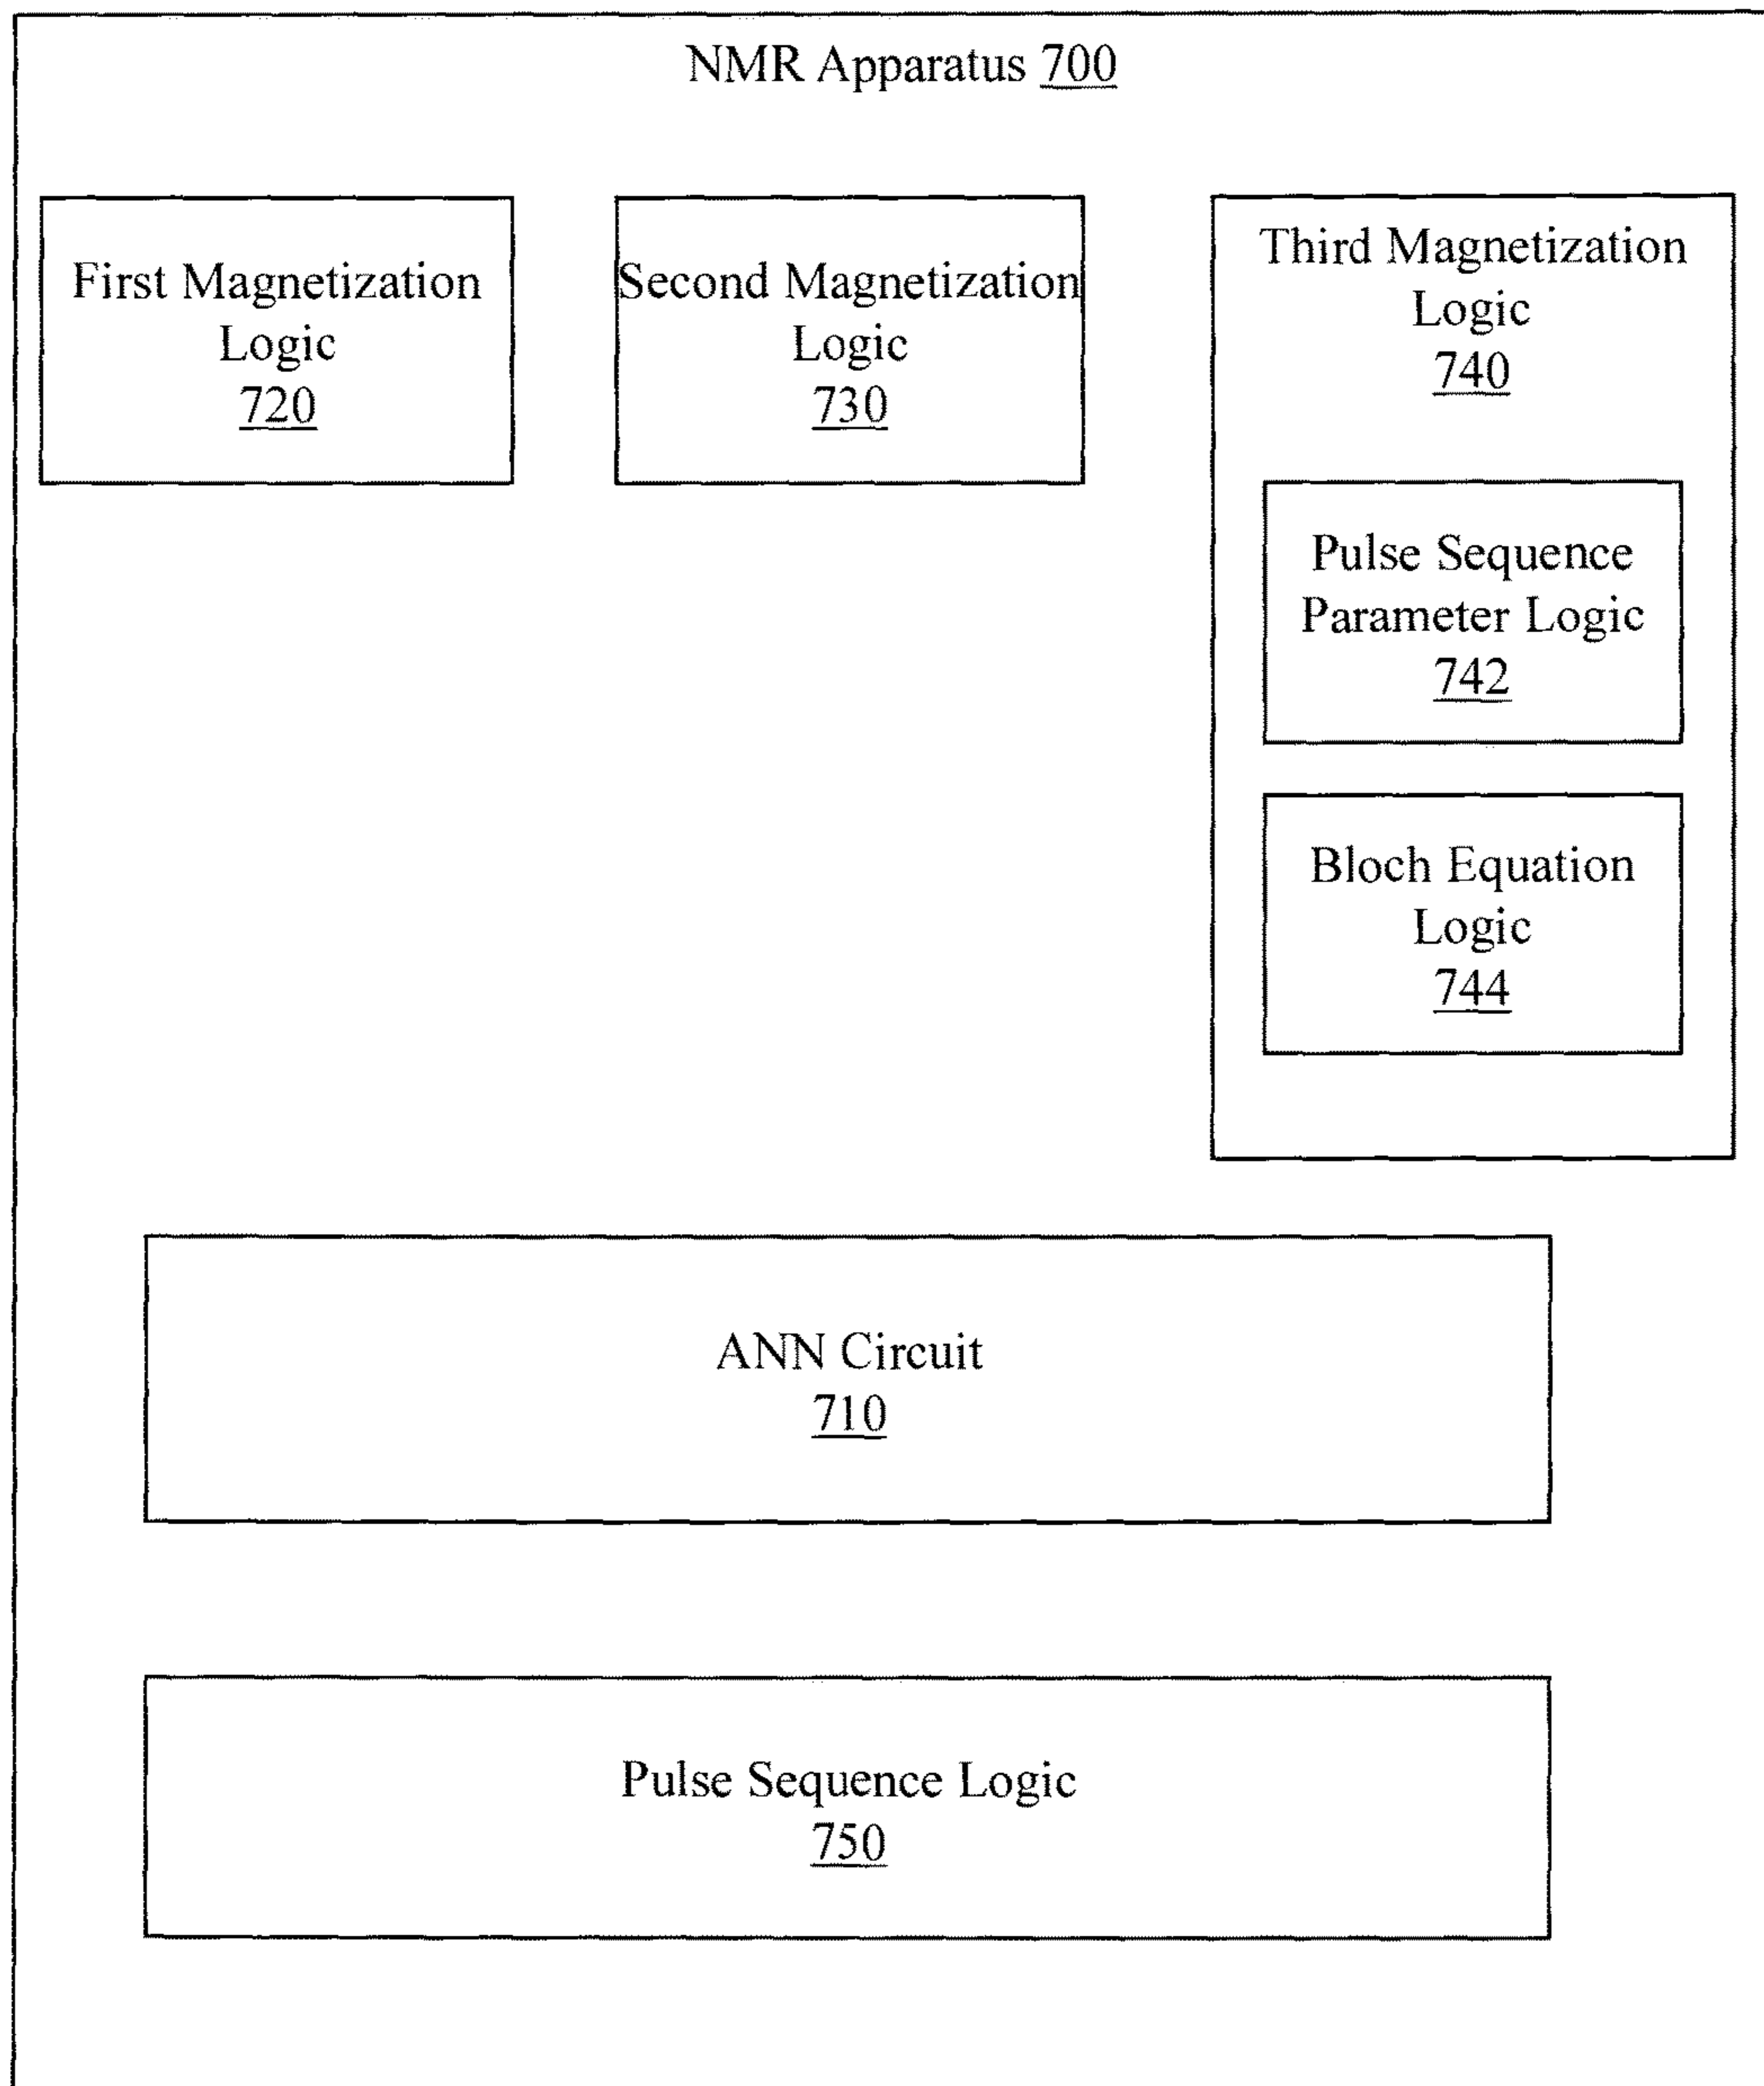 NMR Apparatus 700
First Magnetization
Logic
720
Second Magnetization
Logic
730
Third Magnetization
Logic
740
Pulse Sequence
Parameter Logic
742
Bloch Equation
Logic
744
ANN Circuit
710
Pulse Sequence Logic
750